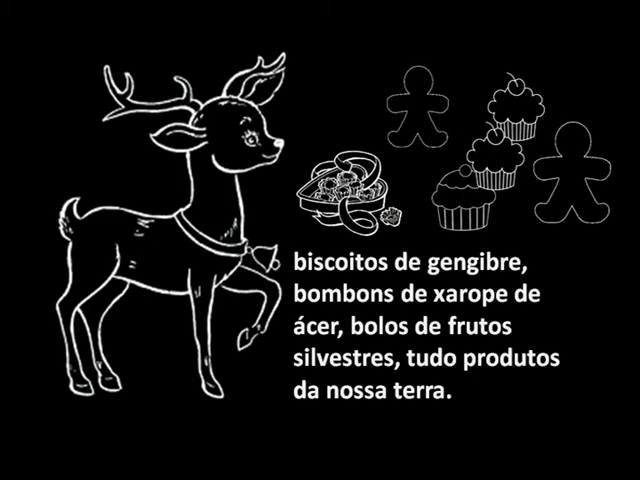 biscoitos de gengibre,
bombons de xarope de
ácer, bolos de frutos
silvestres, tudo produtos
da nossa terra.